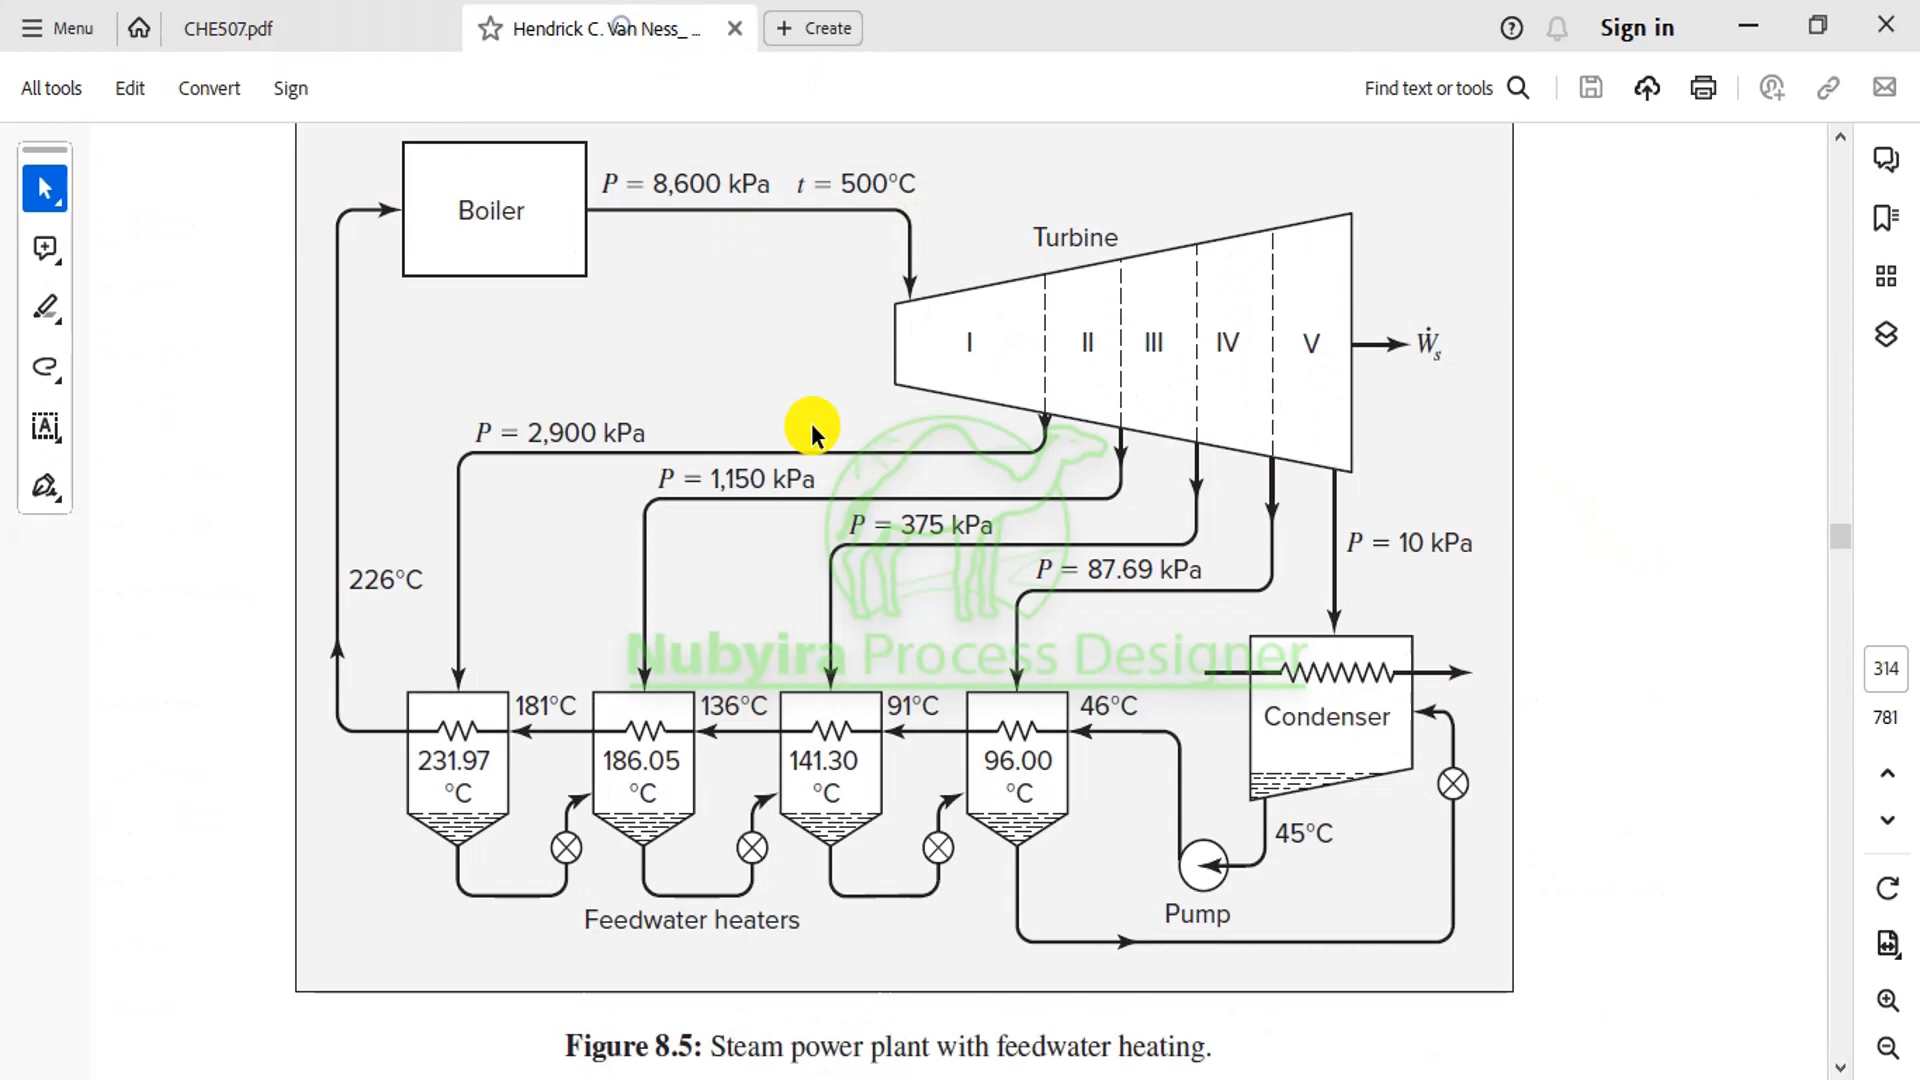 Menu
CHE507.pdf
Hendrick C. Van Ness_ ...
Create
Sign in
All tools
Edit
Convert
Sign
Find text or tools
Boiler
P = 8,600 kPa t = 500°C
Turbine
I II III IV V
Ẇs
P = 2,900 kPa
P = 1,150 kPa
P = 375 kPa
P = 87.69 kPa
P = 10 kPa
226°C
Nubyira Process Designer
181°C 136°C 91°C 46°C
Condenser
231.97 °C
186.05 °C
141.30 °C
96.00 °C
45°C
Pump
Feedwater heaters
Figure 8.5: Steam power plant with feedwater heating.
314
781